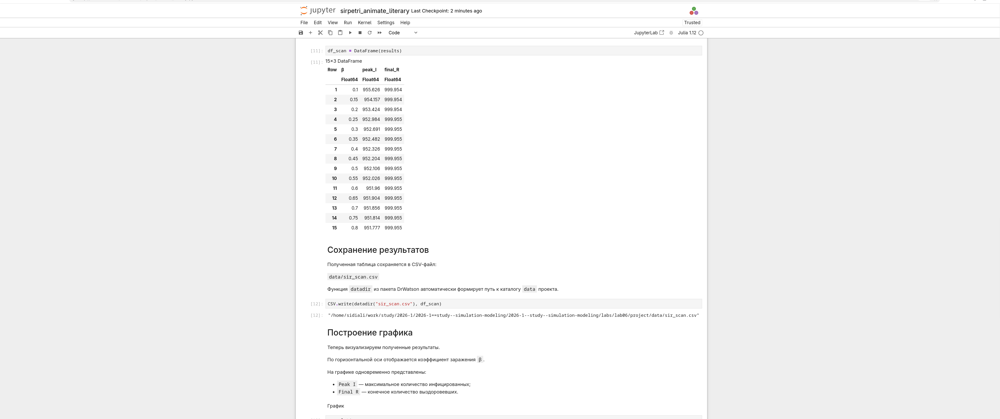 jupyter sirpetri_animate_literary Last Checkpoint: 2 minutes ago
File Edit View Run Kernel Settings Help Trusted
Code JupyterLab Julia 1.12
[11]: df_scan = DataFrame(results)
[11]: 15×3 DataFrame
Row β peak_I final_R
Float64 Float64 Float64
1 0.1 955.626 999.954
2 0.15 954.157 999.954
3 0.2 953.424 999.954
4 0.25 952.984 999.955
5 0.3 952.691 999.955
6 0.35 952.482 999.955
7 0.4 952.326 999.955
8 0.45 952.204 999.955
9 0.5 952.106 999.955
10 0.55 952.026 999.955
11 0.6 951.96 999.955
12 0.65 951.904 999.955
13 0.7 951.856 999.955
14 0.75 951.814 999.955
15 0.8 951.777 999.955
Сохранение результатов
Полученная таблица сохраняется в CSV-файл:
data/sir_scan.csv
Функция datadir из пакета DrWatson автоматически формирует путь к каталогу data проекта.
[12]: CSV.write(datadir("sir_scan.csv"), df_scan)
[12]: "/home/sidiali/work/study/2026-1/2026-1==study--simulation-modeling/2026-1--study--simulation-modeling/labs/lab06/project/data/sir_scan.csv"
Построение графика
Теперь визуализируем полученные результаты.
По горизонтальной оси отображается коэффициент заражения β.
На графике одновременно представлены:
• Peak I — максимальное количество инфицированных;
• Final R — конечное количество выздоровевших.
График